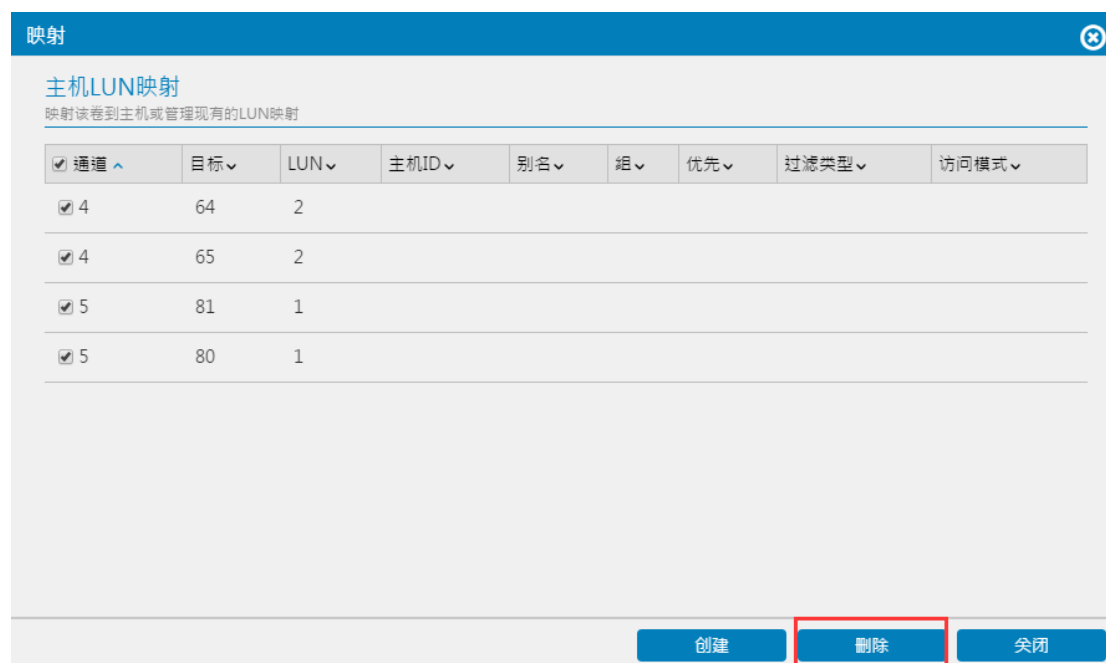 映射
主机LUN映射
映射该卷到主机或管理现有的LUN映射
通道 目标 LUN 主机ID 别名 组 优先 过滤类型 访问模式
4 64 2
4 65 2
5 81 1
5 80 1
创建 删除 关闭